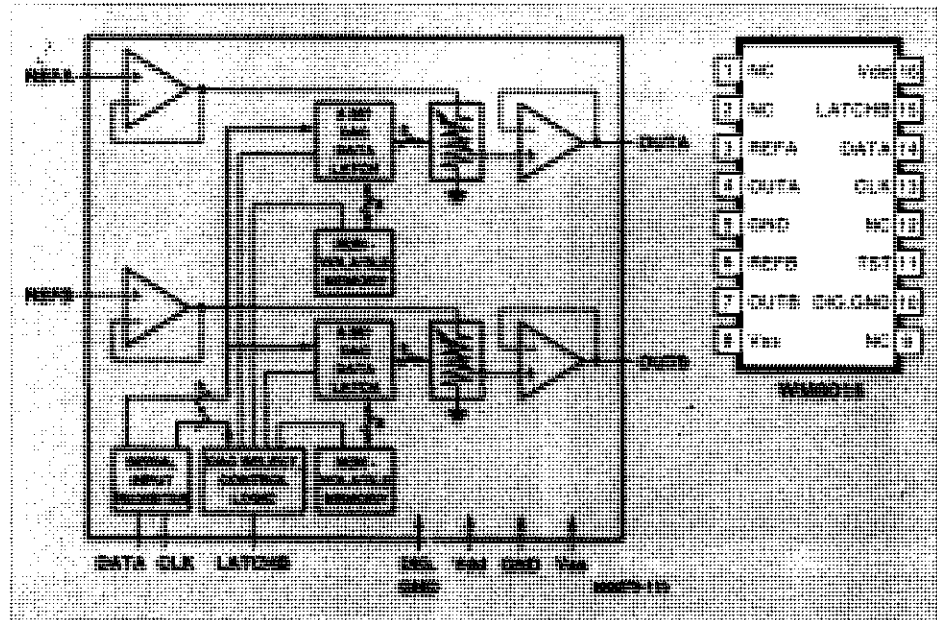 REFA
8-BIT
DAC
DATA
LATCH
OUTA
NON-
VOLATILE
MEMORY
REFB
8-BIT
DAC
DATA
LATCH
OUTB
SERIAL
INPUT
REGISTER
DAC SELECT
CONTROL
LOGIC
NON-
VOLATILE
MEMORY
DATA CLK LATCHB
DIG. Vdd GND Vss
GND
1 NC Vdd 16
2 NC LATCHB 15
3 REFA DATA 14
4 OUTA CLK 13
5 GND NC 12
6 REFB TST 11
7 OUTB DIG.GND 10
8 Vss NC 9